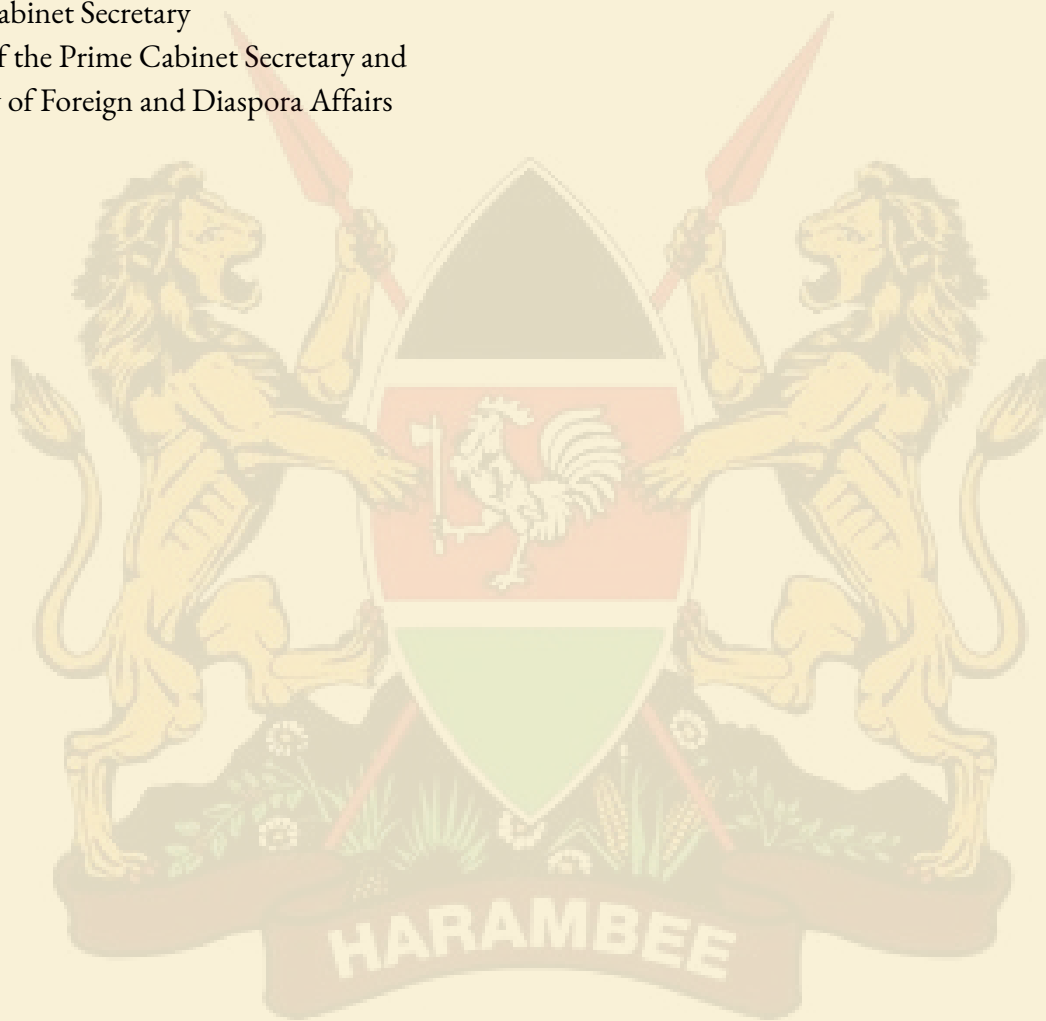 abinet Secretary
f the Prime Cabinet Secretary and
of Foreign and Diaspora Affairs
HARAMBEE